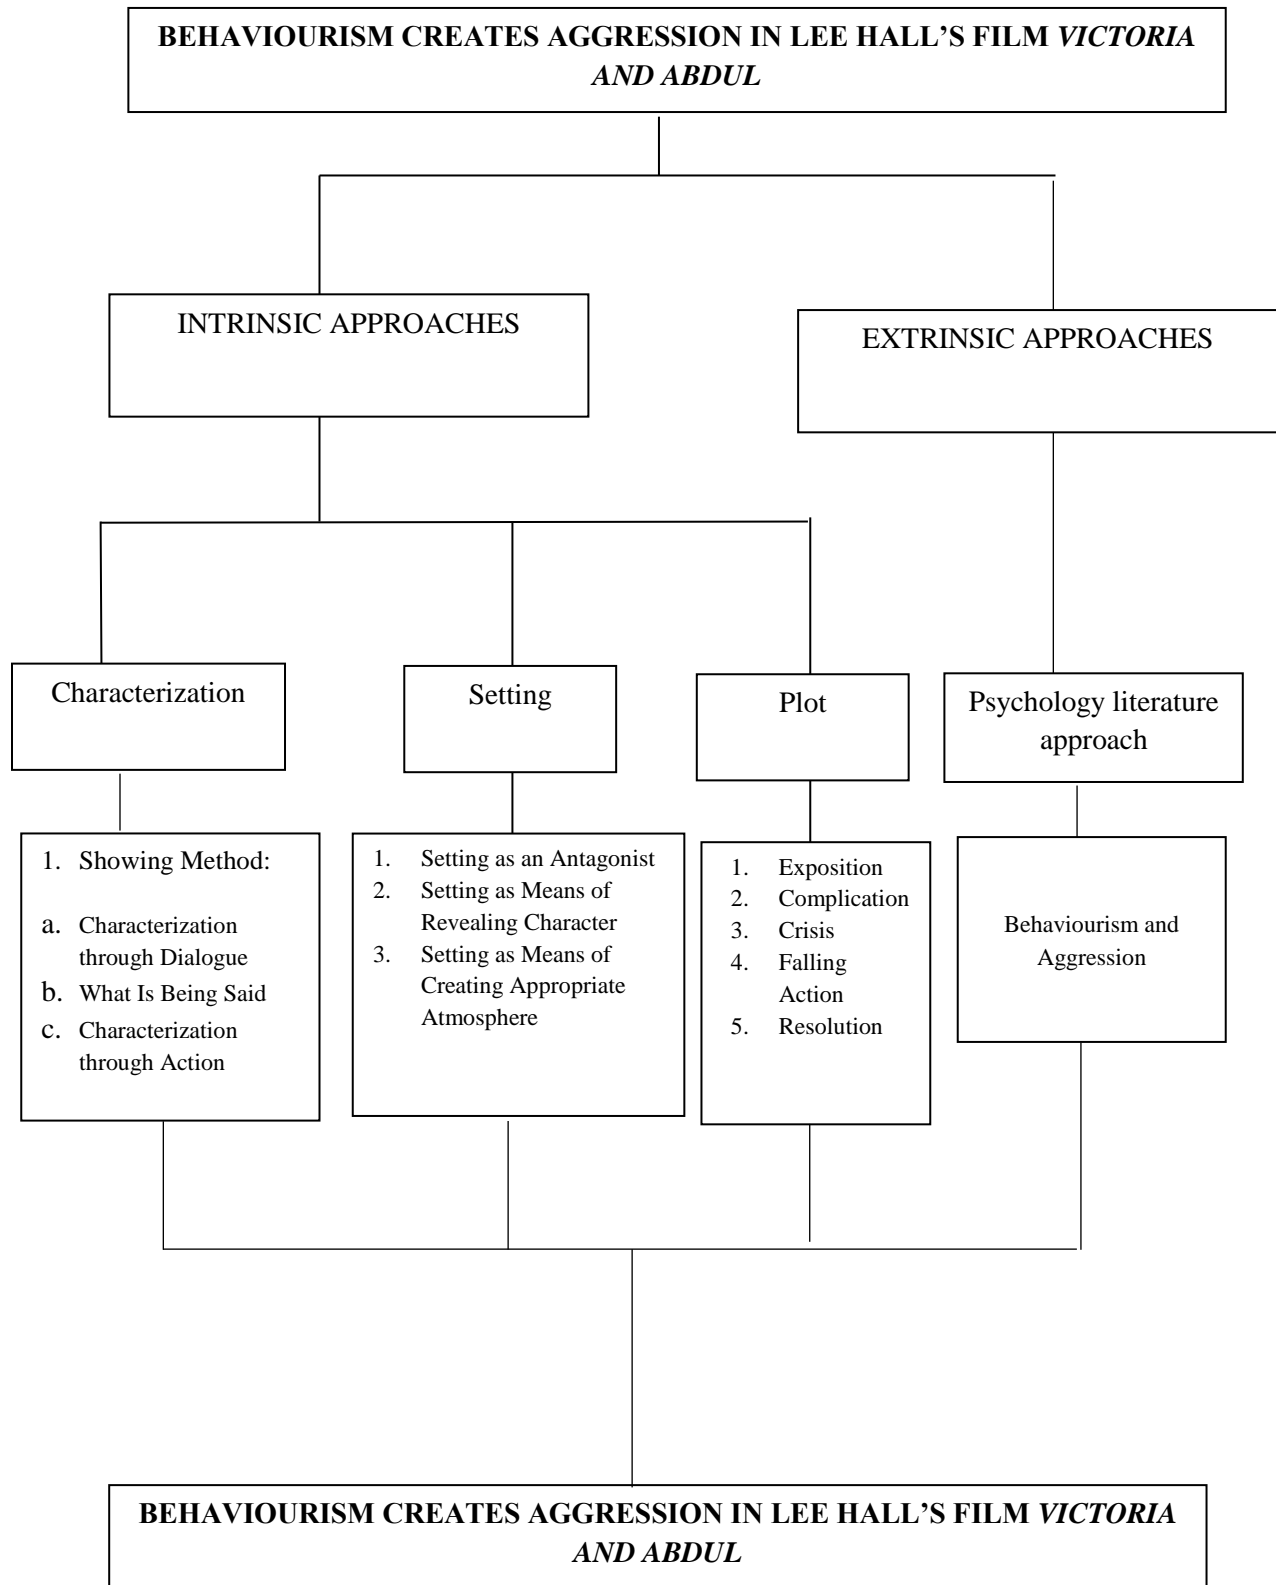 BEHAVIOURISM CREATES AGGRESSION IN LEE HALL'S FILM VICTORIA
AND ABDUL
INTRINSIC APPROACHES
EXTRINSIC APPROACHES
Characterization
Setting
Plot
Psychology literature
approach
1. Showing Method:
a. Characterization
through Dialogue
b. What Is Being Said
c. Characterization
through Action
1. Setting as an Antagonist
2. Setting as Means of
Revealing Character
3. Setting as Means of
Creating Appropriate
Atmosphere
1. Exposition
2. Complication
3. Crisis
4. Falling
Action
5. Resolution
Behaviourism and
Aggression
BEHAVIOURISM CREATES AGGRESSION IN LEE HALL'S FILM VICTORIA
AND ABDUL